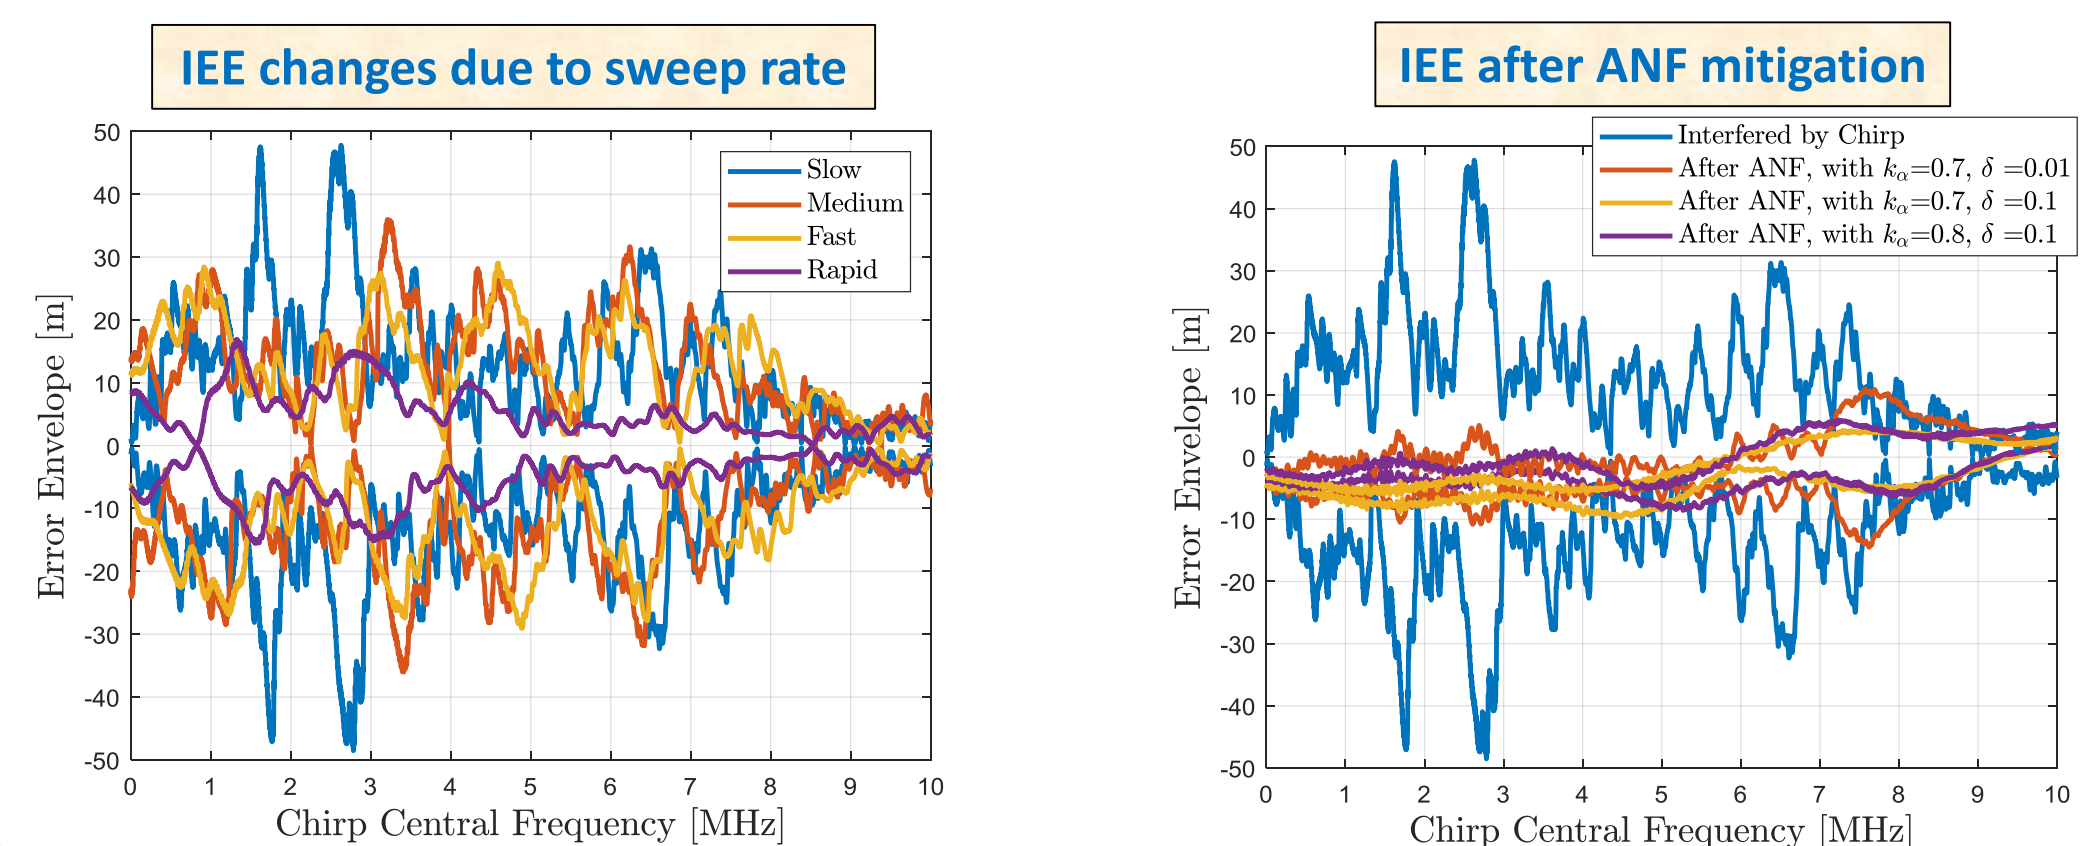 IEE changes due to sweep rate
50
40
30
20
10
0
-10
-20
-30
-40
-50
0 1 2 3 4 5 6 7 8 9 10
Error Envelope [m]
Chirp Central Frequency [MHz]
Slow
Medium
Fast
Rapid
IEE after ANF mitigation
50
40
30
20
10
0
-10
-20
-30
-40
-50
0 1 2 3 4 5 6 7 8 9 10
Error Envelope [m]
Chirp Central Frequency [MHz]
Interfered by Chirp
After ANF, with kα=0.7, δ =0.01
After ANF, with kα=0.7, δ =0.1
After ANF, with kα=0.8, δ =0.1